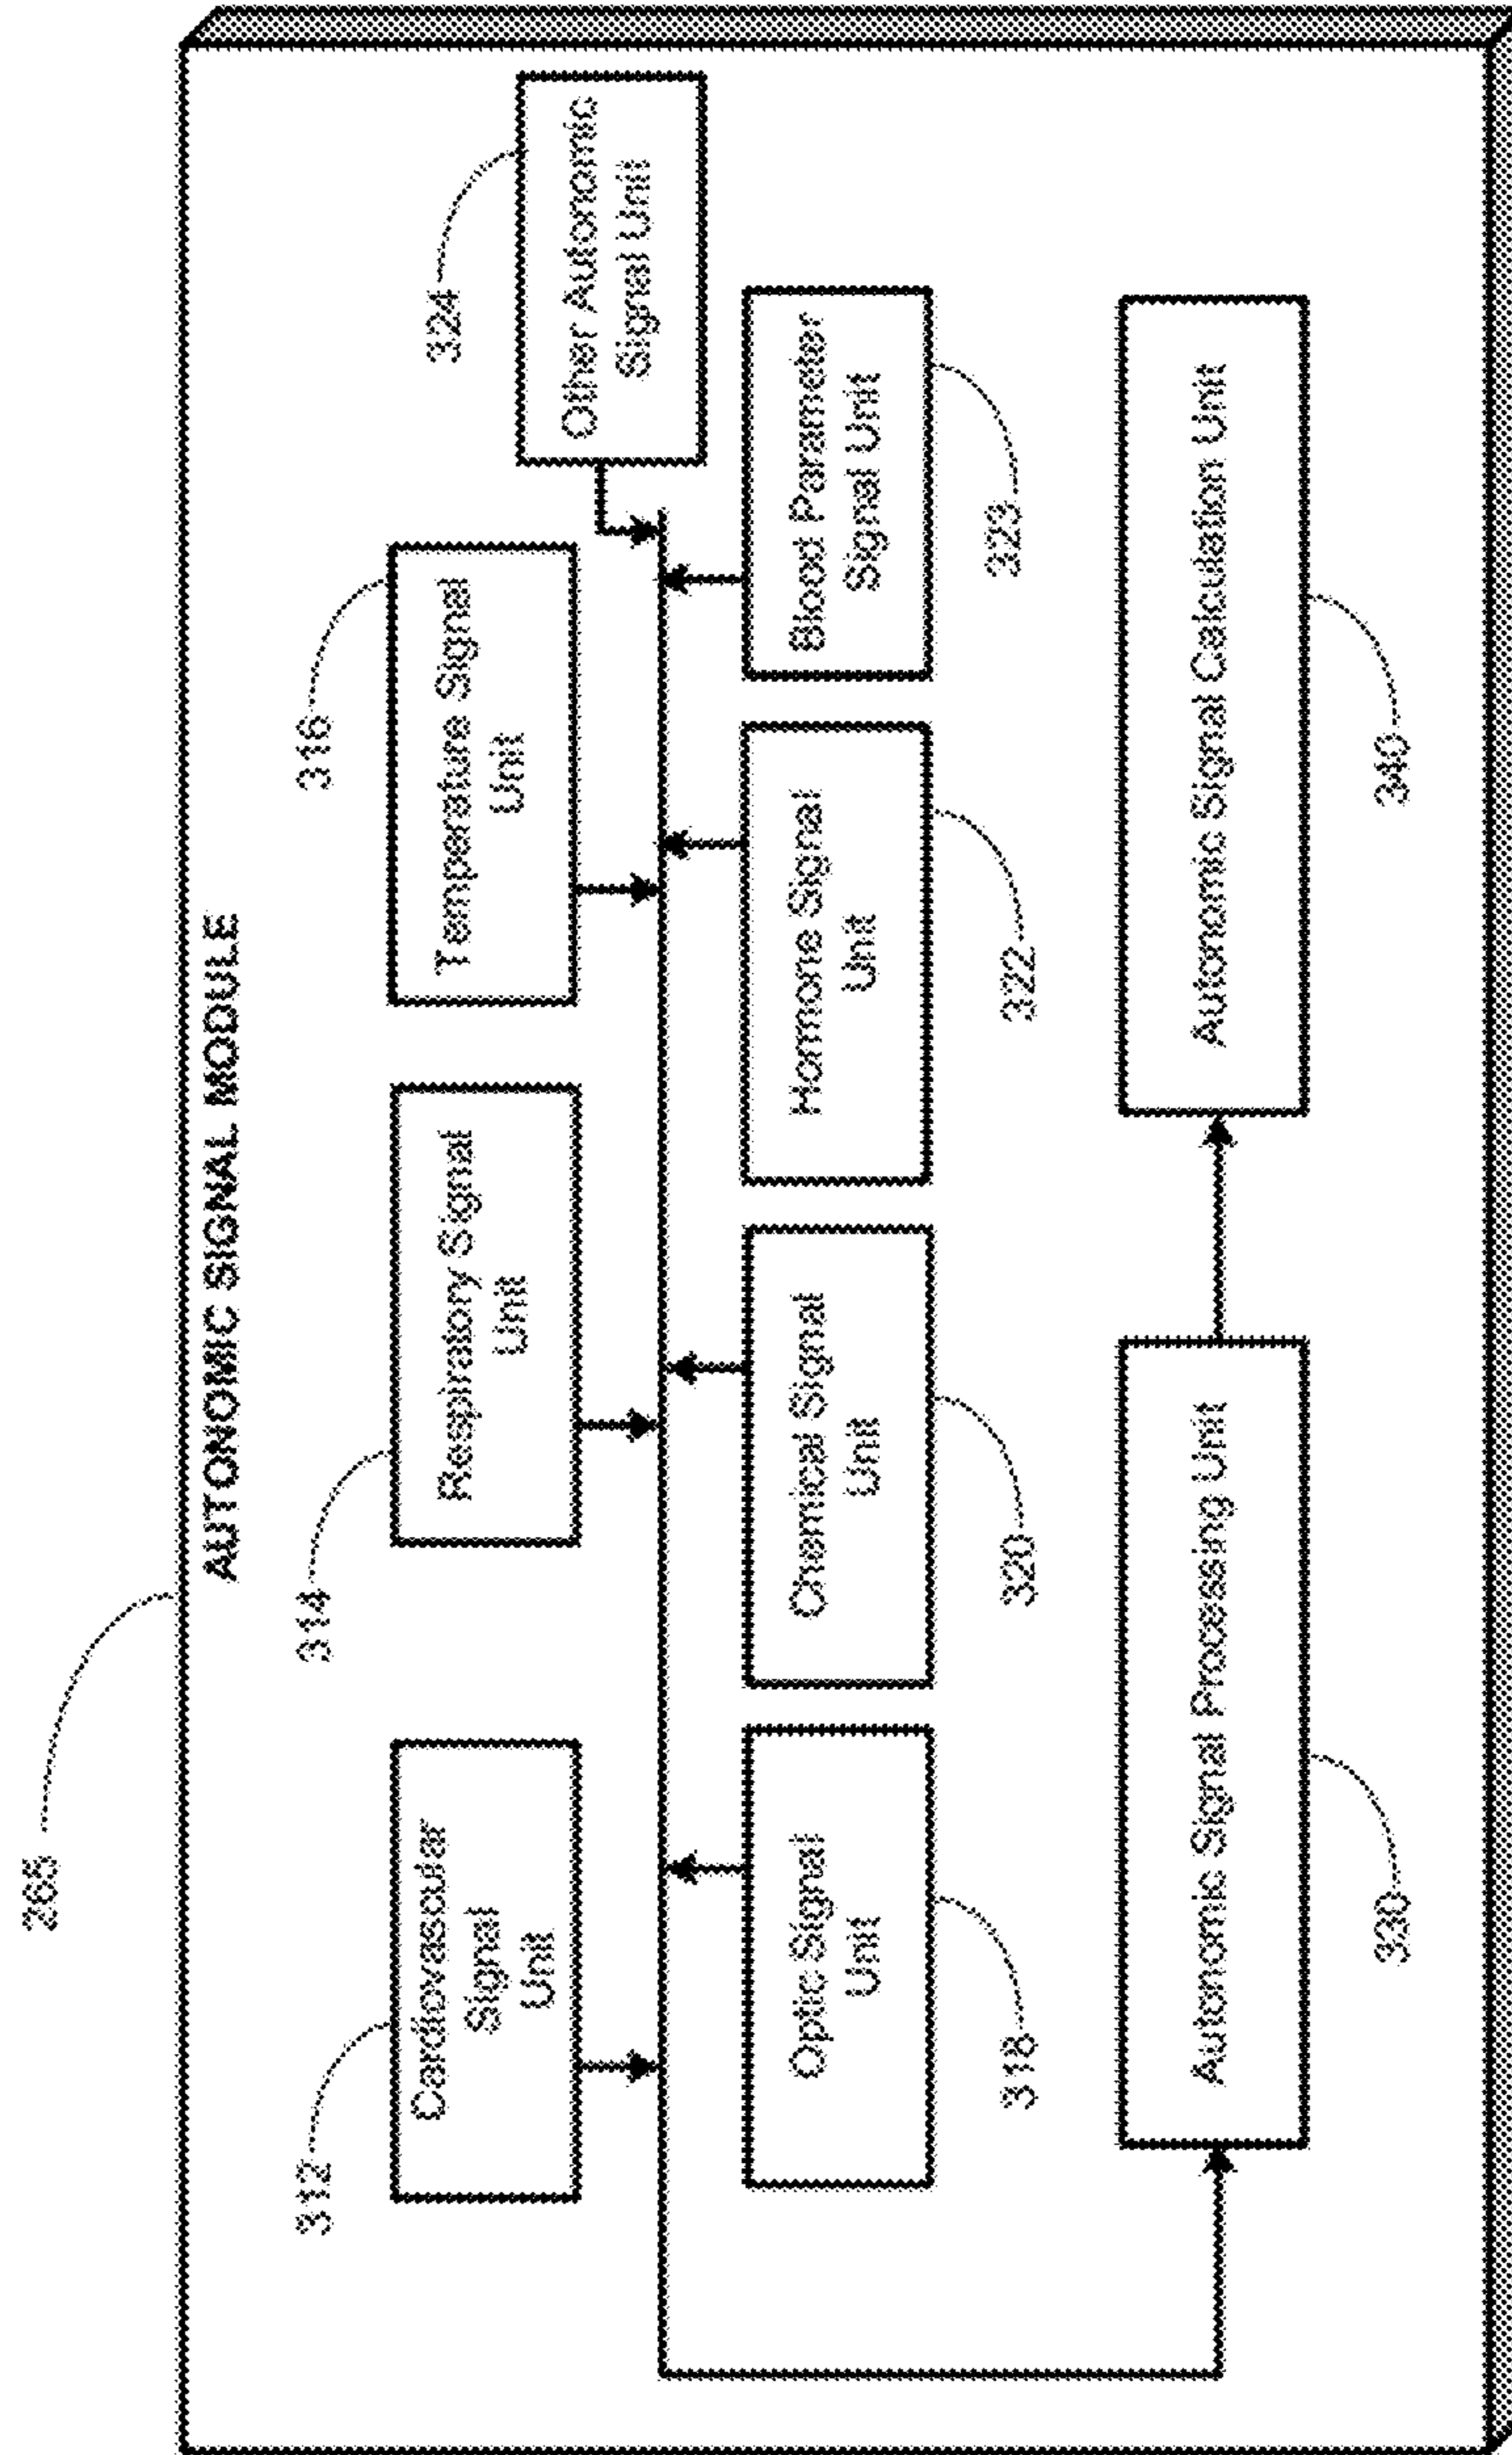 265
AUTONOMIC SIGNAL MODULE
312
Cardiovascular
Signal
Unit
314
Respiratory Signal
Unit
316
Temperature Signal
Unit
324
Other Autonomic
Signal Unit
Optic Signal
Unit
318
Chemical Signal
Unit
320
Hormone Signal
Unit
322
Blood Parameter
Signal Unit
323
Autonomic Signal Processing Unit
330
Autonomic Signal Calculation Unit
340